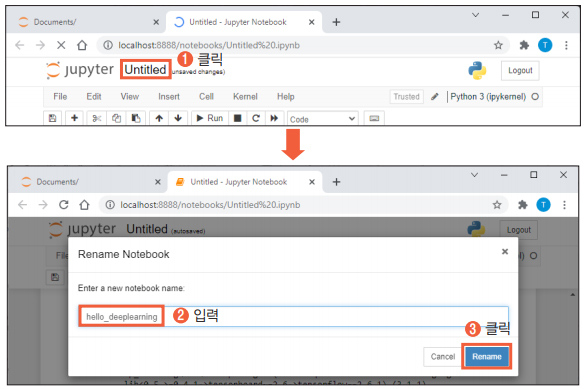 Documents/
Untitled - Jupyter Notebook
localhost:8888/notebooks/Untitled%20.ipynb
T
❶ 클릭
jupyter Untitled (unsaved changes)
Logout
File Edit View Insert Cell Kernel Help
Trusted Python 3 (ipykernel)
Run Code
Documents/
Untitled - Jupyter Notebook
localhost:8888/notebooks/Untitled%20.ipynb
T
jupyter Untitled (autosaved)
Logout
Rename Notebook
Enter a new notebook name:
hello_deeplearning ❷ 입력
❸ 클릭
Cancel Rename